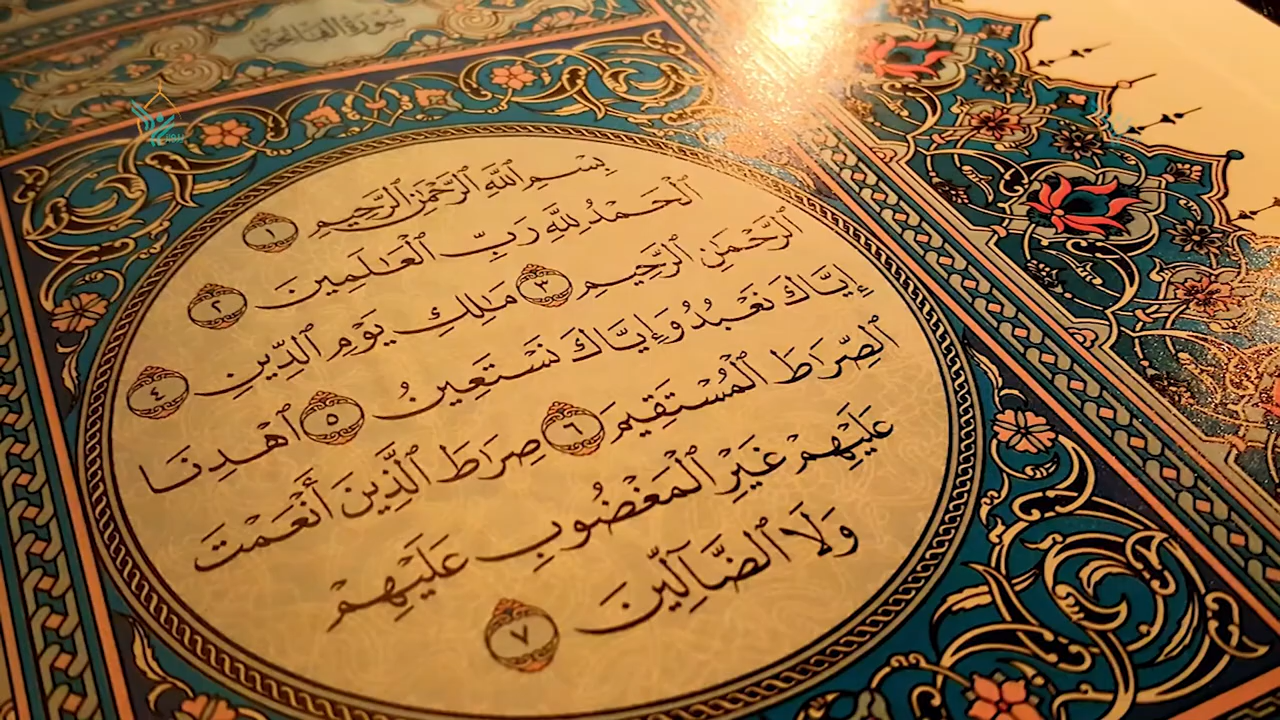 سُورَةُ الفَاتِحَةِ
بِسْمِ ٱللَّهِ ٱلرَّحْمَٰنِ ٱلرَّحِيمِ ١
ٱلْحَمْدُ لِلَّهِ رَبِّ ٱلْعَٰلَمِينَ ٢
ٱلرَّحْمَٰنِ ٱلرَّحِيمِ ٣ مَٰلِكِ يَوْمِ ٱلدِّينِ ٤
إِيَّاكَ نَعْبُدُ وَإِيَّاكَ نَسْتَعِينُ ٥ ٱهْدِنَا
ٱلصِّرَٰطَ ٱلْمُسْتَقِيمَ ٦ صِرَٰطَ ٱلَّذِينَ أَنْعَمْتَ
عَلَيْهِمْ غَيْرِ ٱلْمَغْضُوبِ عَلَيْهِمْ
وَلَا ٱلضَّآلِّينَ ٧